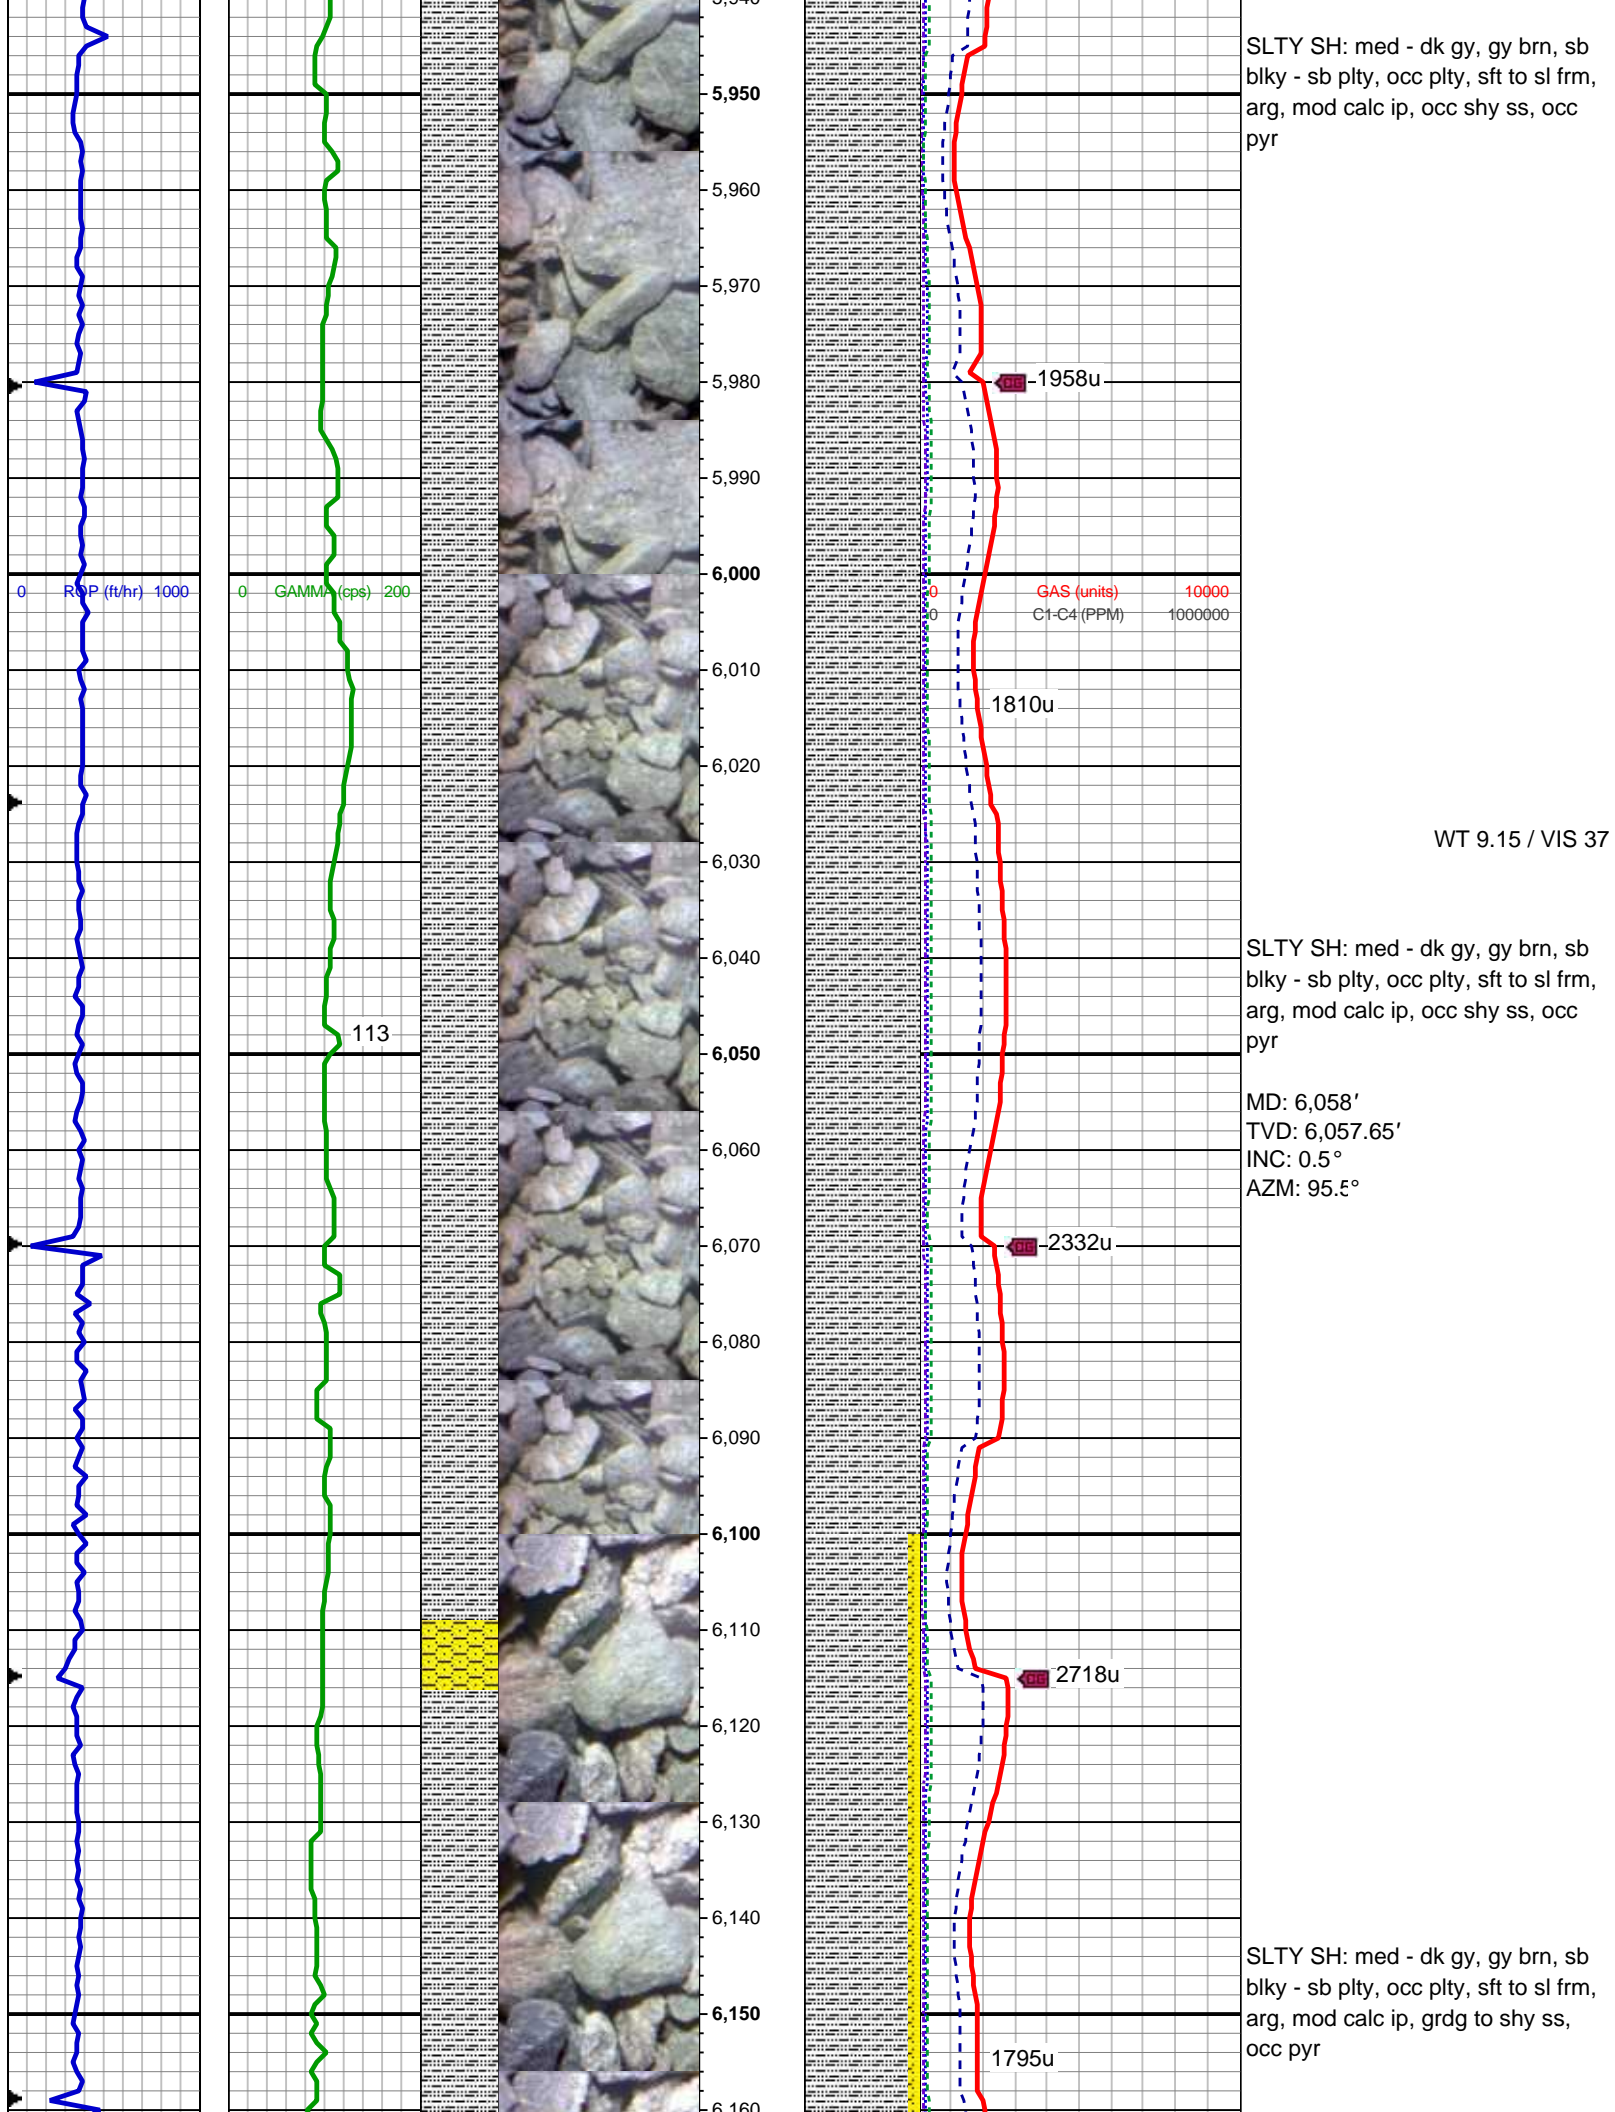 SLTY SH: med - dk gy, gy brn, sb
blky - sb plty, occ plty, sft to sl frm,
arg, mod calc ip, occ shy ss, occ
pyr
5,950
5,960
5,970
5,980
CG 1958u
5,990
6,000
0 ROP (ft/hr) 1000
0 GAMMA (cps) 200
0 GAS (units) 10000
0 C1-C4 (PPM) 1000000
6,010
1810u
6,020
WT 9.15 / VIS 37
6,030
SLTY SH: med - dk gy, gy brn, sb
blky - sb plty, occ plty, sft to sl frm,
arg, mod calc ip, occ shy ss, occ
pyr
6,040
113
6,050
MD: 6,058'
TVD: 6,057.65'
INC: 0.5°
AZM: 95.5°
6,060
6,070
CG 2332u
6,080
6,090
6,100
6,110
CG 2718u
6,120
6,130
6,140
SLTY SH: med - dk gy, gy brn, sb
blky - sb plty, occ plty, sft to sl frm,
arg, mod calc ip, grdg to shy ss,
occ pyr
6,150
1795u
6,160